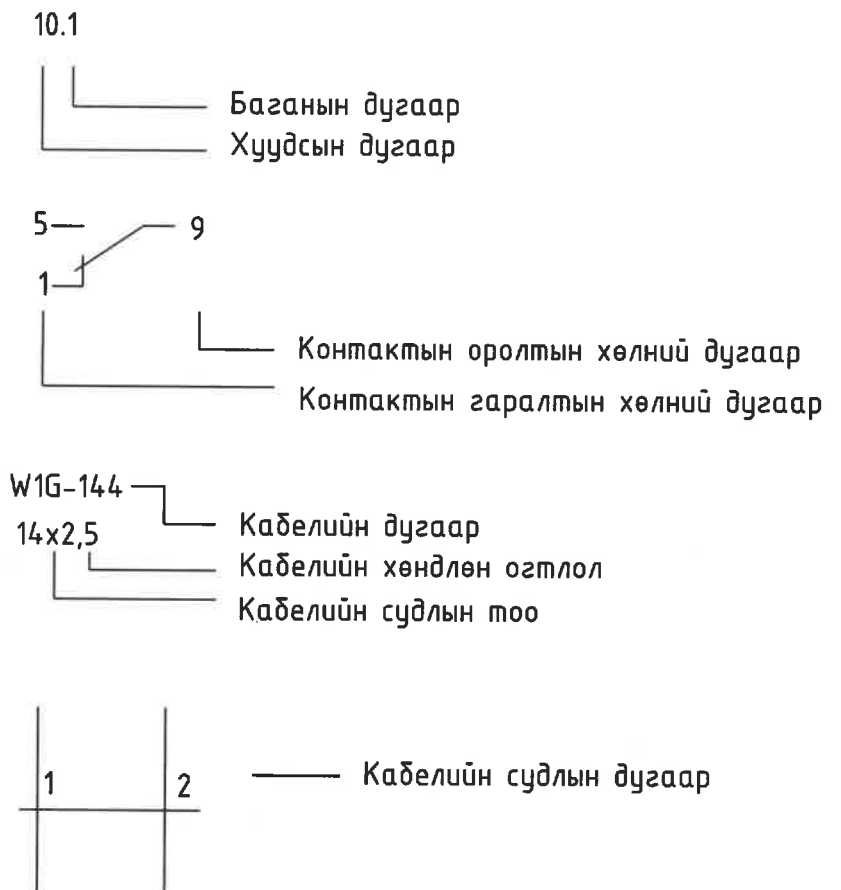 10.1
Баганын дугаар
Хуудсын дугаар
5 9
1
Контактын оролтын хөлний дугаар
Контактын гаралтын хөлний дугаар
W1G-144
Кабелийн дугаар
14x2,5
Кабелийн хөндлөн огтлол
Кабелийн судлын тоо
1 2 Кабелийн судлын дугаар